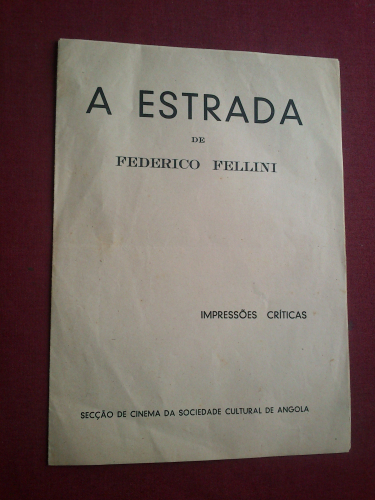 A ESTRADA
DE
FEDERICO FELLINI
IMPRESSÕES CRÍTICAS
SECÇÃO DE CINEMA DA SOCIEDADE CULTURAL DE ANGOLA